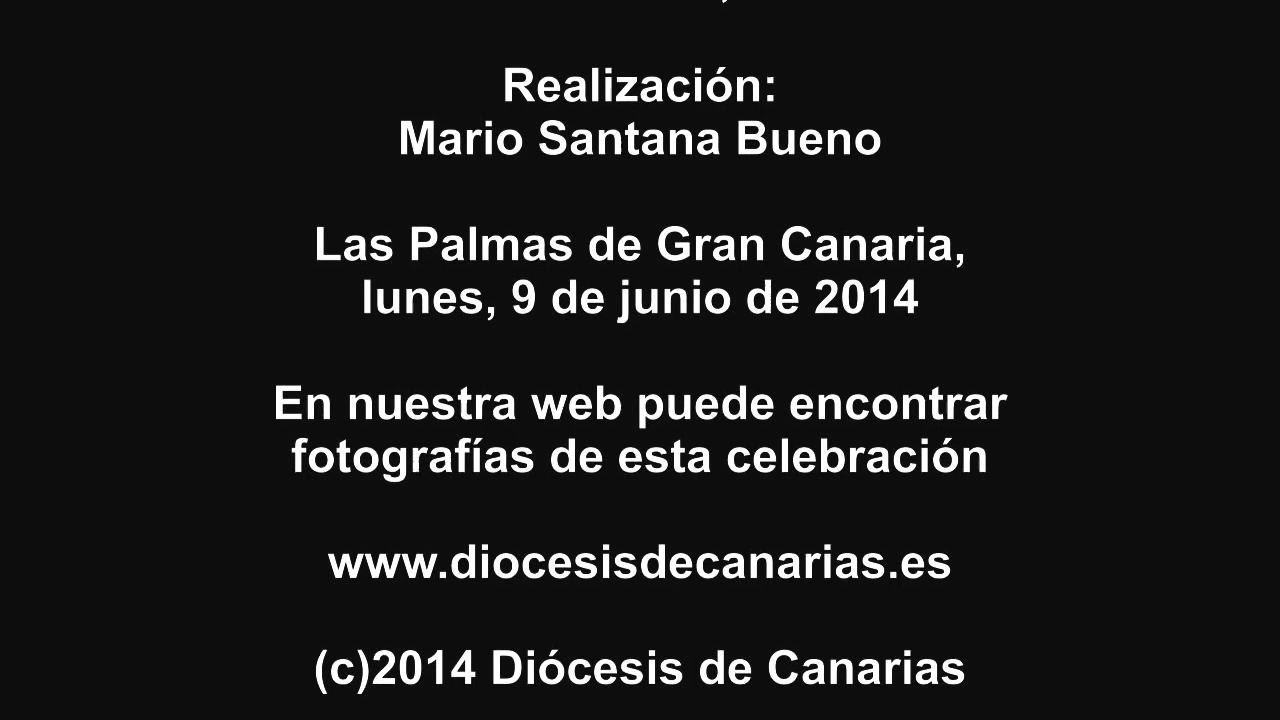 Realización:
Mario Santana Bueno
Las Palmas de Gran Canaria,
lunes, 9 de junio de 2014
En nuestra web puede encontrar
fotografías de esta celebración
www.diocesisdecanarias.es
(c)2014 Diócesis de Canarias